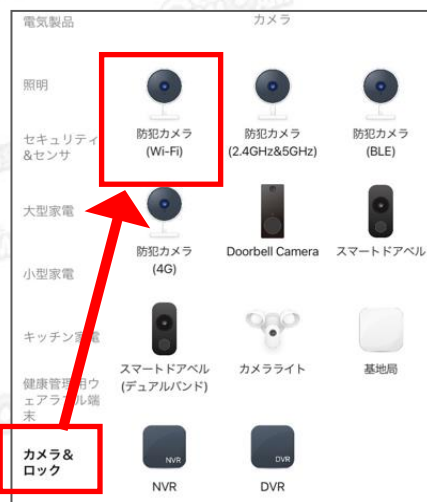 電気製品
カメラ
照明
防犯カメラ
(Wi-Fi)
防犯カメラ
(2.4GHz&5GHz)
防犯カメラ
(BLE)
セキュリティ
&センサ
大型家電
防犯カメラ
(4G)
Doorbell Camera
スマートドアベル
小型家電
キッチン家電
スマートドアベル
(デュアルバンド)
カメラライト
基地局
健康管理用ウ
ェアラブル端
末
カメラ&
ロック
NVR
NVR
DVR
DVR